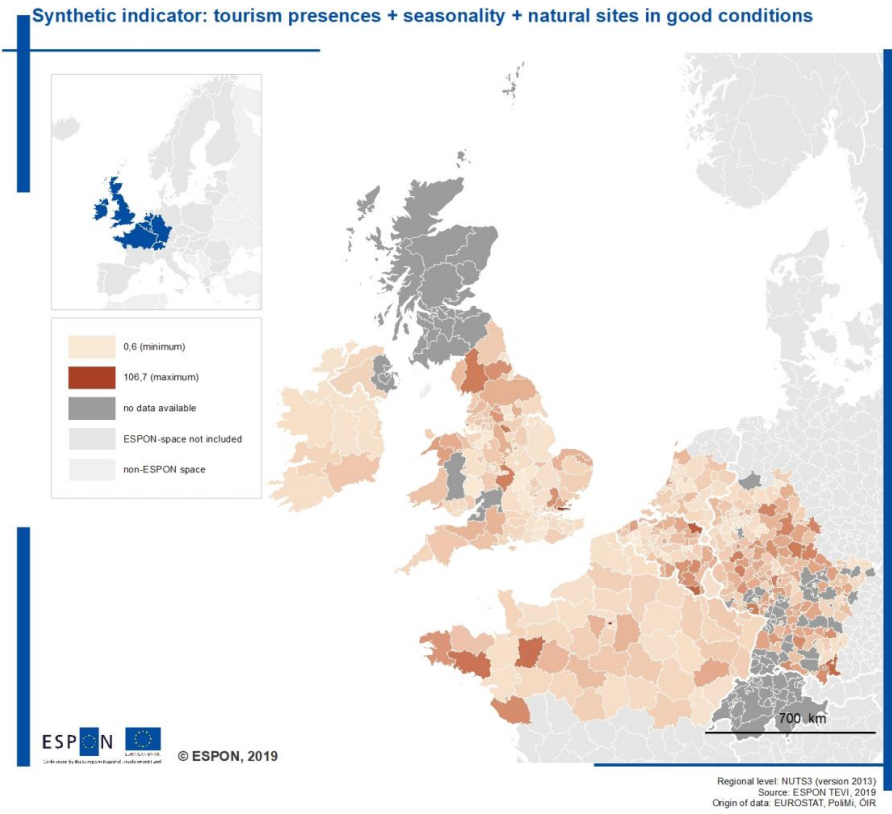 Synthetic indicator: tourism presences + seasonality + natural sites in good conditions
0,6 (minimum)
106,7 (maximum)
no data available
ESPON-space not included
non-ESPON space
700 km
ESPON
© ESPON, 2019
Regional level: NUTS3 (version 2013)
Source: ESPON TEVI, 2019
Origin of data: EUROSTAT, PoliMi, ÖIR